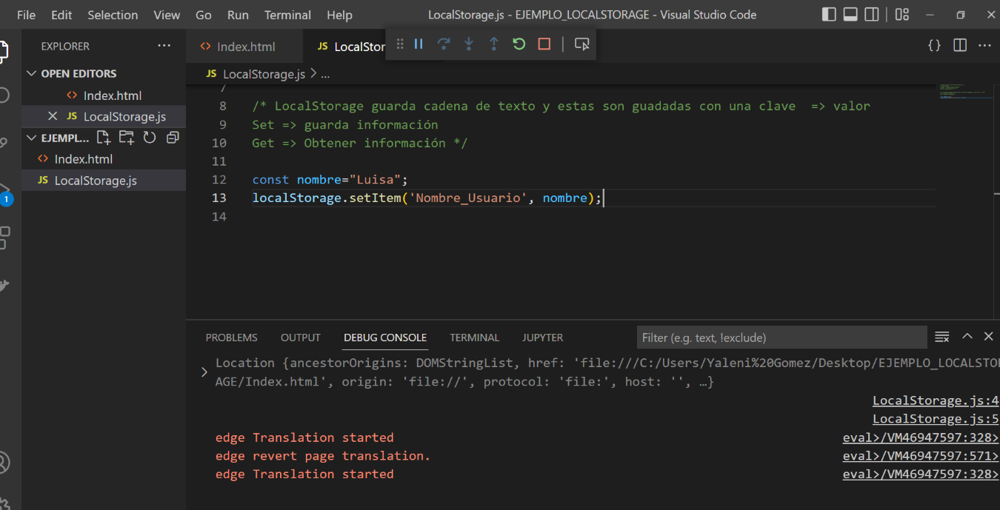 File Edit Selection View Go Run Terminal Help LocalStorage.js - EJEMPLO_LOCALSTORAGE - Visual Studio Code
EXPLORER ...
Index.html
JS LocalStor
OPEN EDITORS
Index.html
JS LocalStorage.js
EJEMPL...
Index.html
JS LocalStorage.js
1
JS LocalStorage.js > ...
7
8 /* LocalStorage guarda cadena de texto y estas son guadadas con una clave => valor
9 Set => guarda información
10 Get => Obtener información */
11
12 const nombre="Luisa";
13 localStorage.setItem('Nombre_Usuario', nombre);
14
PROBLEMS OUTPUT DEBUG CONSOLE TERMINAL JUPYTER Filter (e.g. text, !exclude)
Location {ancestorOrigins: DOMStringList, href: 'file:///C:/Users/Yaleni%20Gomez/Desktop/EJEMPLO_LOCALSTOR
AGE/Index.html', origin: 'file://', protocol: 'file:', host: '', …}
LocalStorage.js:4
LocalStorage.js:5
edge Translation started eval>/VM46947597:328>
edge revert page translation. eval>/VM46947597:571>
edge Translation started eval>/VM46947597:328>